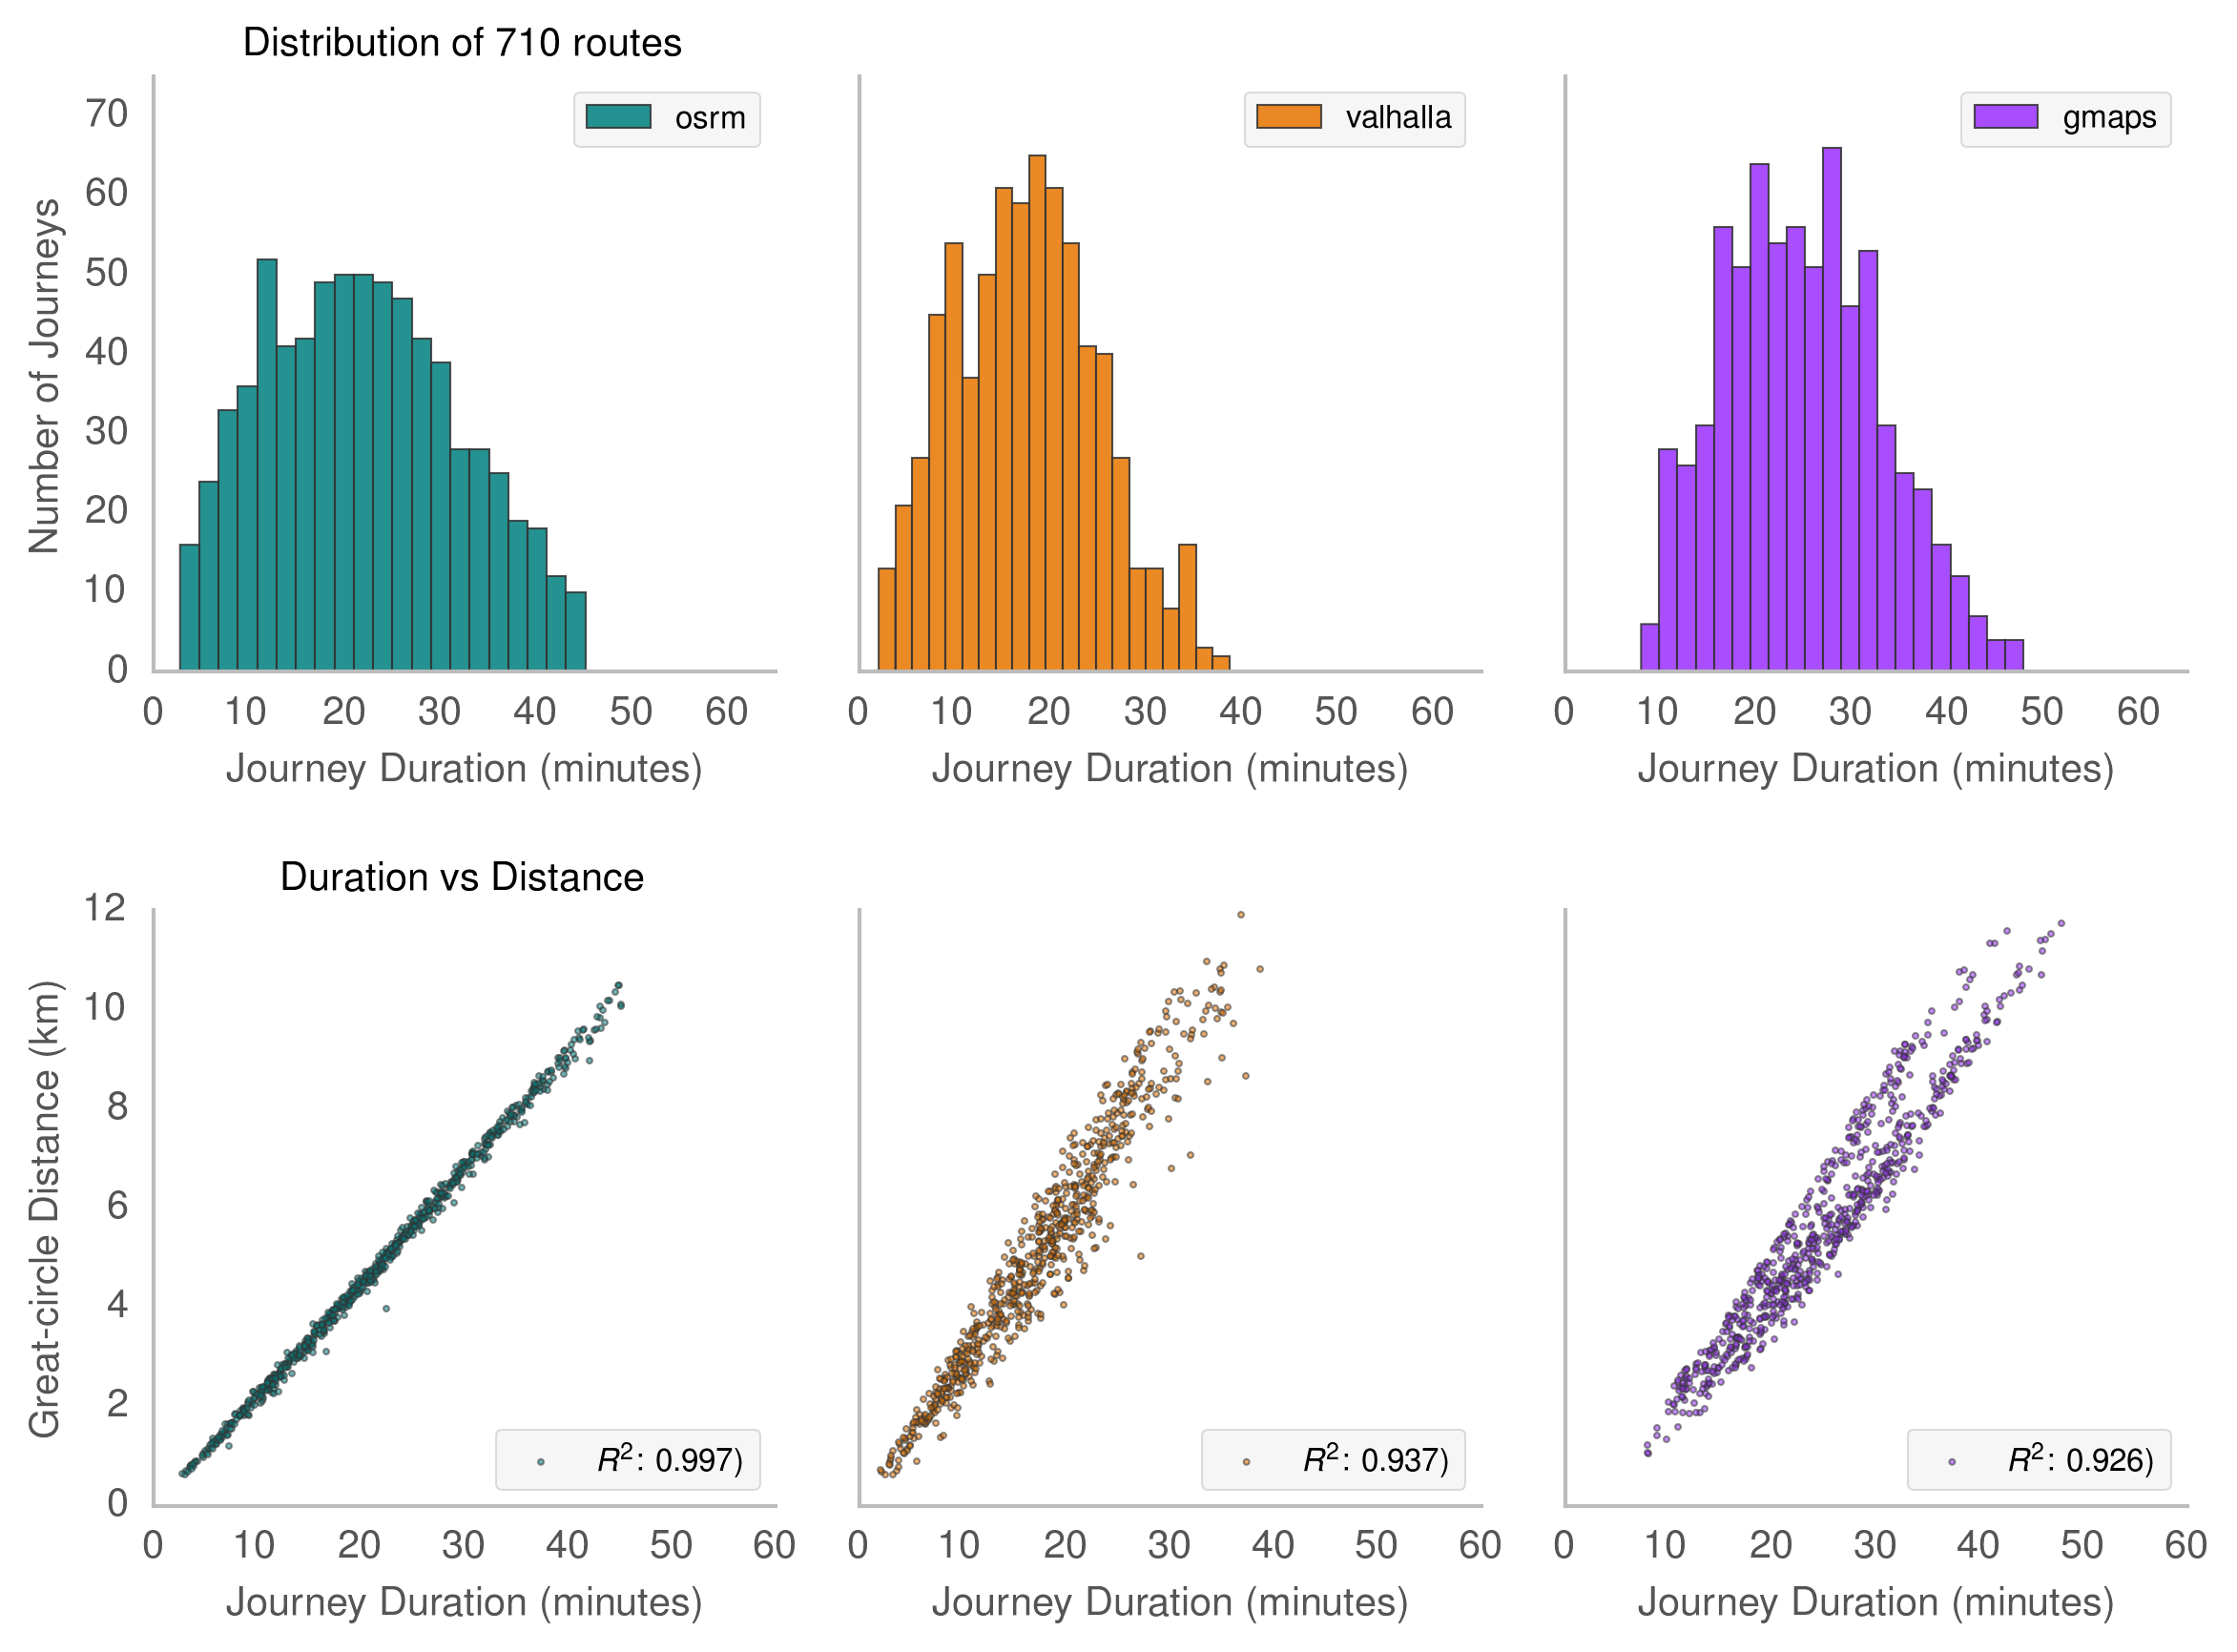 Distribution of 710 routes
osrm
valhalla
gmaps
Number of Journeys
70
60
50
40
30
20
10
0
0 10 20 30 40 50 60
0 10 20 30 40 50 60
0 10 20 30 40 50 60
Journey Duration (minutes)
Journey Duration (minutes)
Journey Duration (minutes)
Duration vs Distance
Great-circle Distance (km)
12
10
8
6
4
2
0
R²: 0.997)
R²: 0.937)
R²: 0.926)
0 10 20 30 40 50 60
0 10 20 30 40 50 60
0 10 20 30 40 50 60
Journey Duration (minutes)
Journey Duration (minutes)
Journey Duration (minutes)